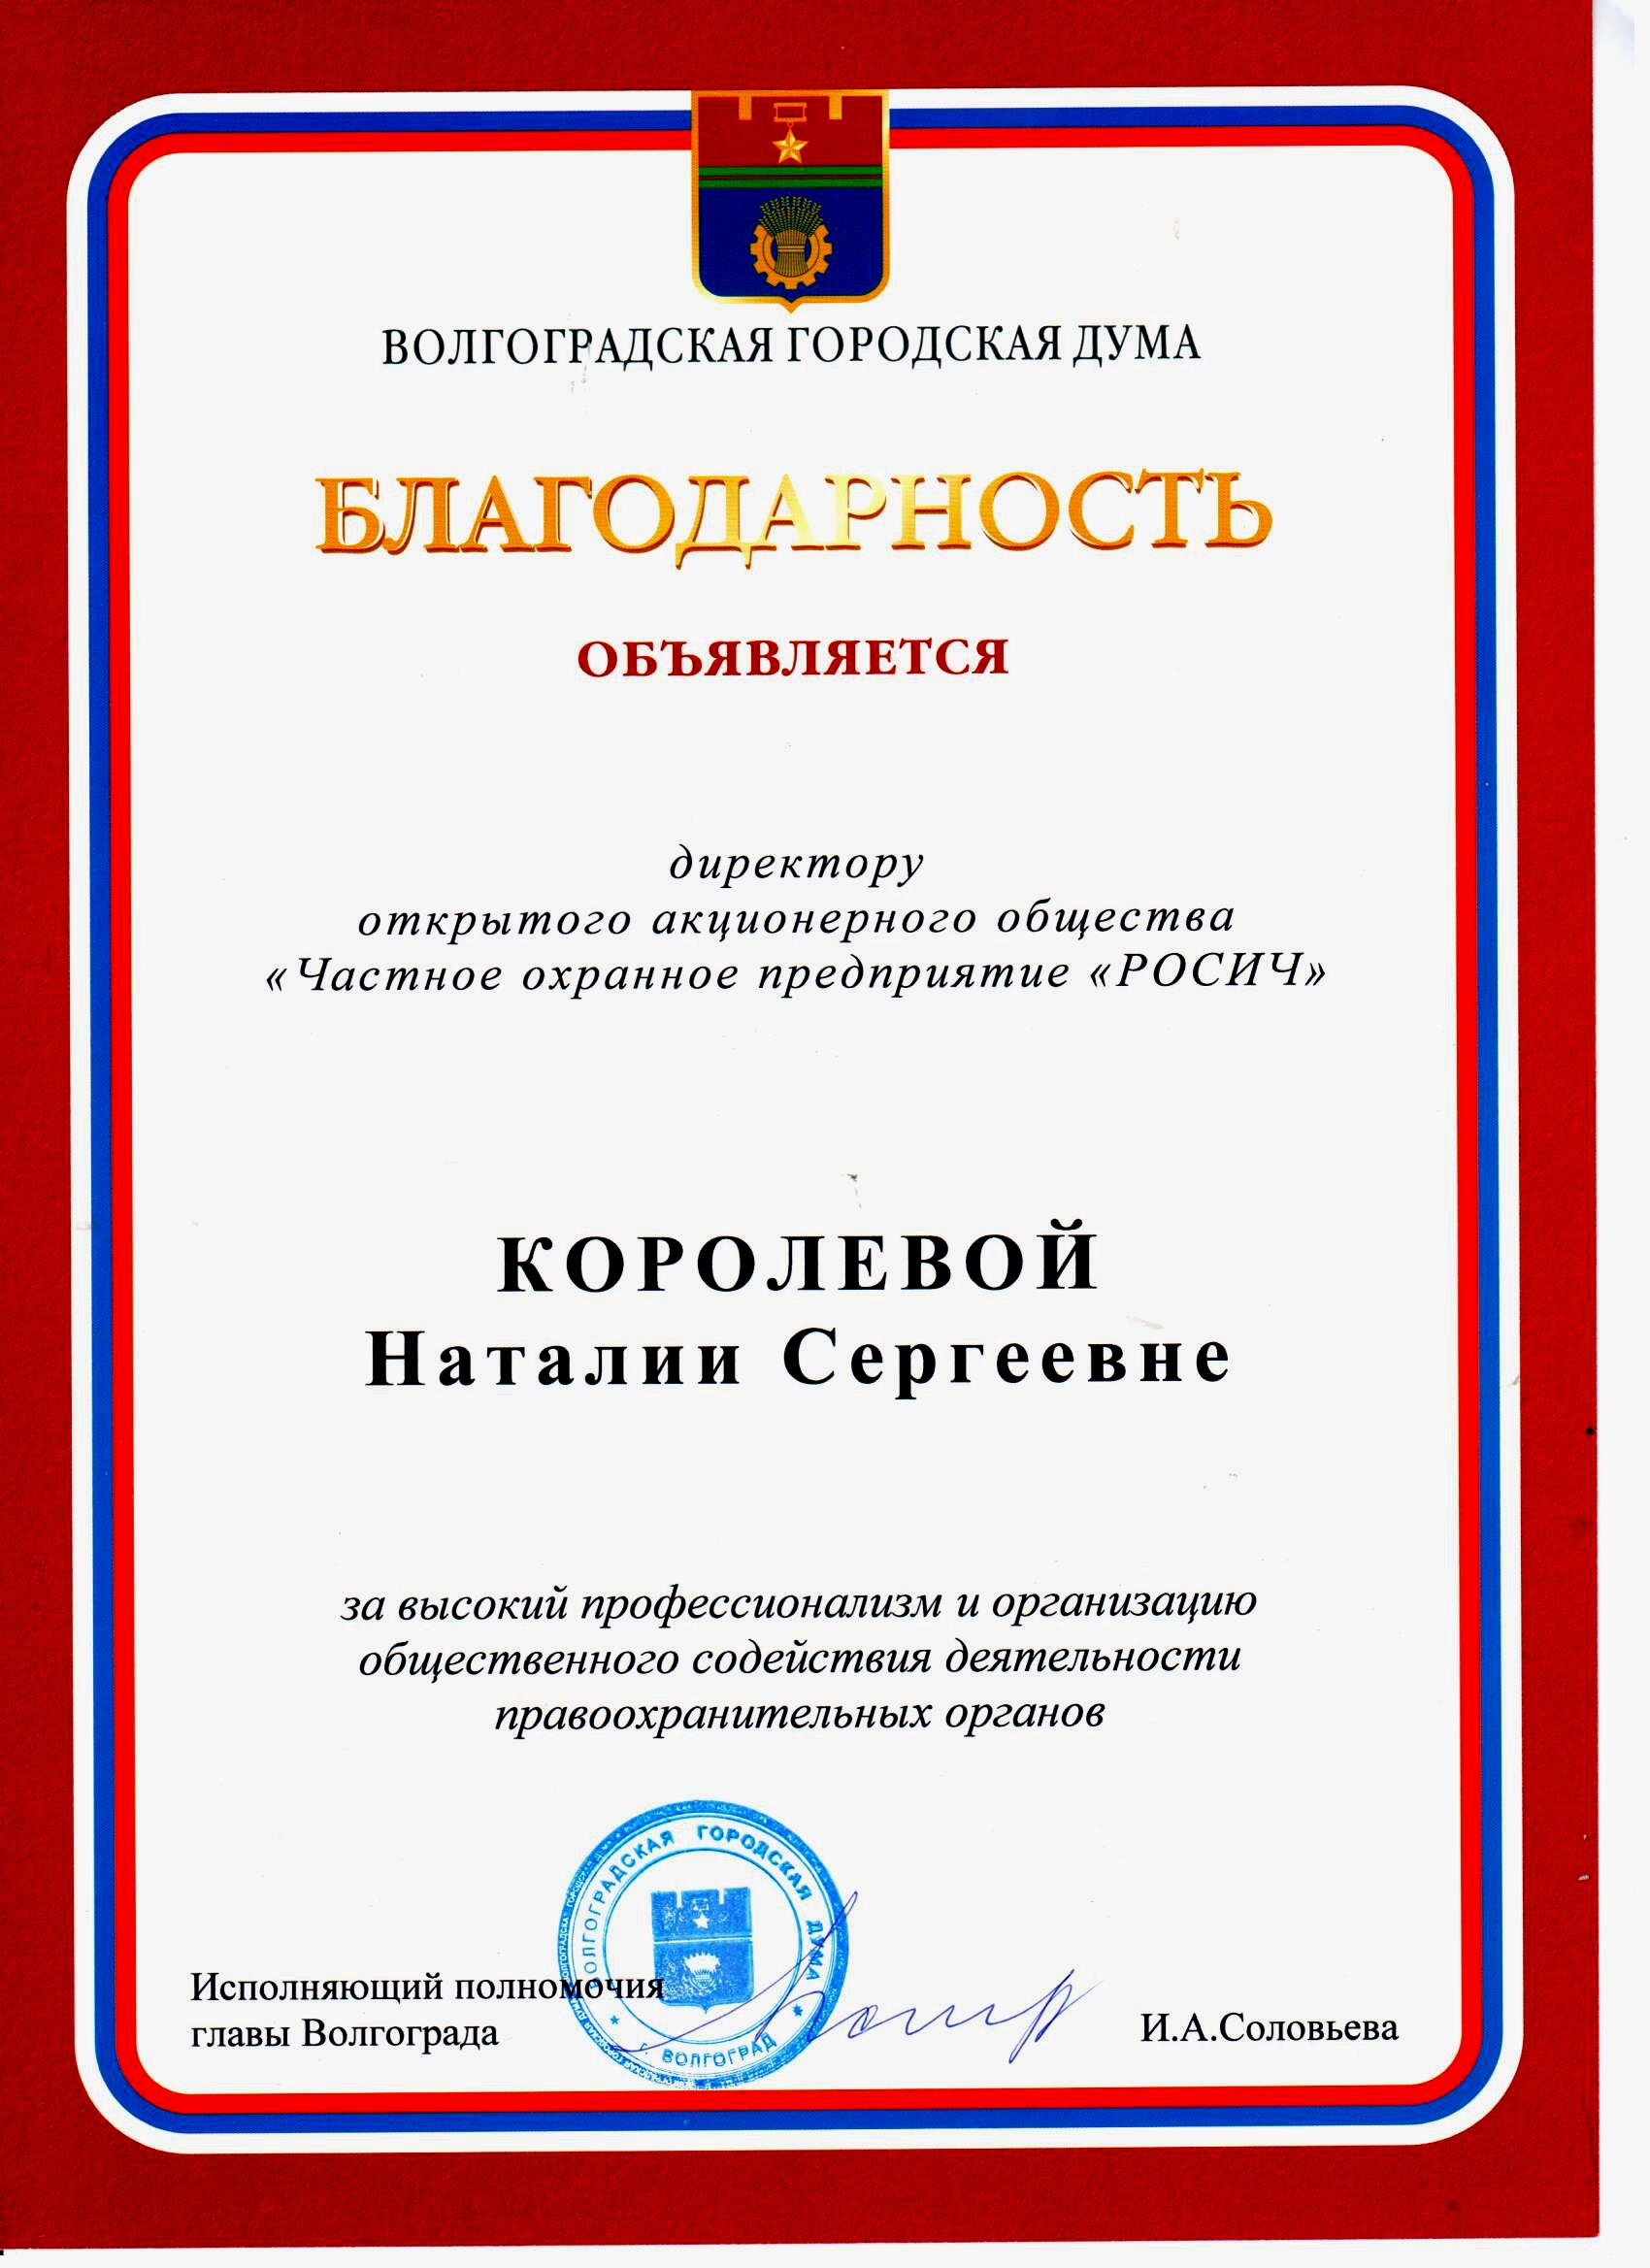 ВОЛГОГРАДСКАЯ ГОРОДСКАЯ ДУМА
БЛАГОДАРНОСТЬ
ОБЪЯВЛЯЕТСЯ
директору
открытого акционерного общества
«Частное охранное предприятие «РОСИЧ»
КОРОЛЕВОЙ
Наталии Сергеевне
за высокий профессионализм и организацию
общественного содействия деятельности
правоохранительных органов
ВОЛГОГРАДСКАЯ ГОРОДСКАЯ ДУМА
г. ВОЛГОГРАД
Исполняющий полномочия
главы Волгограда
И.А.Соловьева